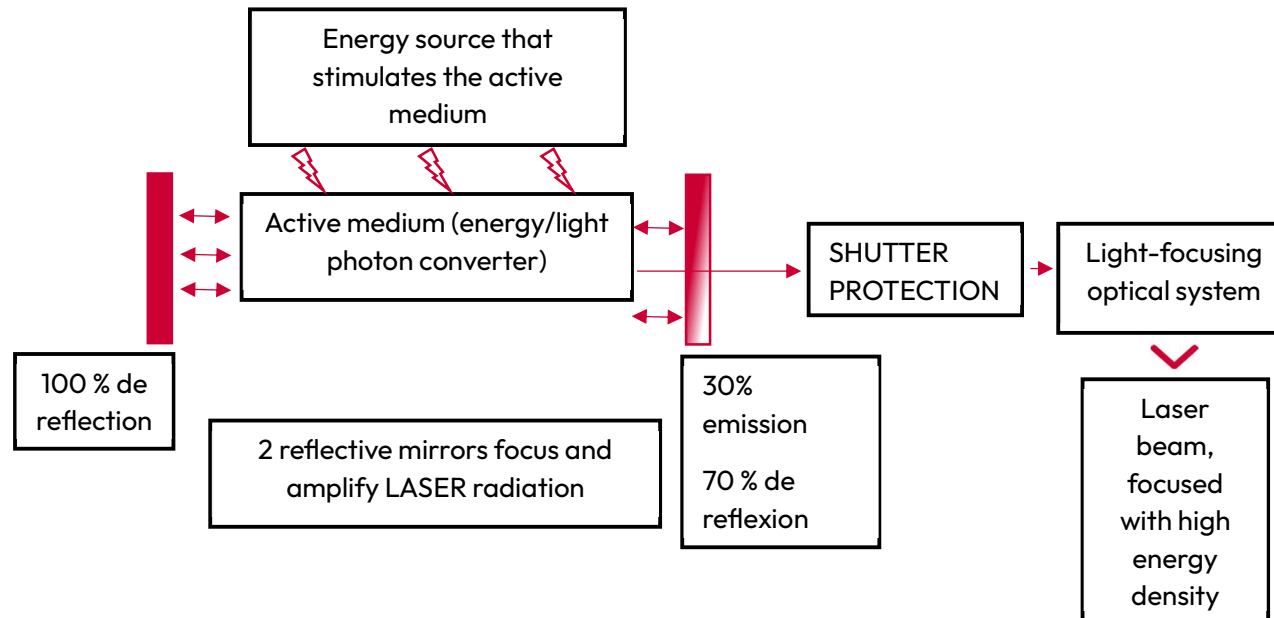 Energy source that
stimulates the active
medium
Active medium (energy/light
photon converter)
SHUTTER
PROTECTION
Light-focusing
optical system
100 % de
reflection
30%
emission
70 % de
reflexion
2 reflective mirrors focus and
amplify LASER radiation
Laser
beam,
focused
with high
energy
density